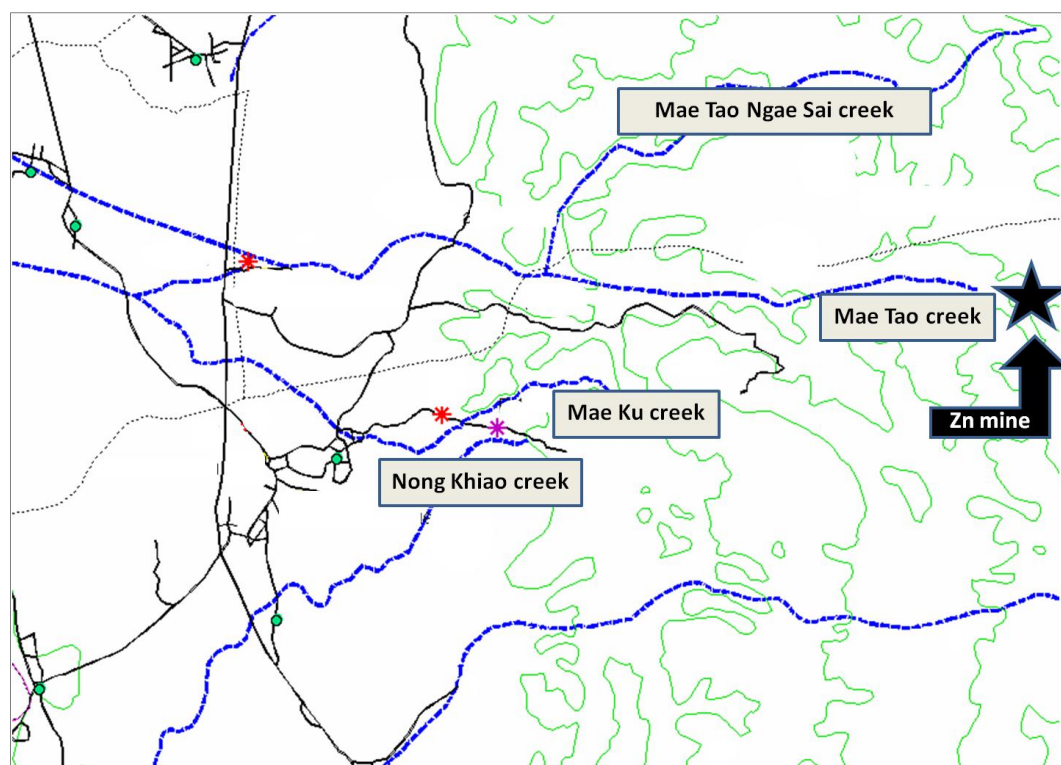 Mae Tao Ngae Sai creek
Mae Tao creek
Mae Ku creek
Zn mine
Nong Khiao creek